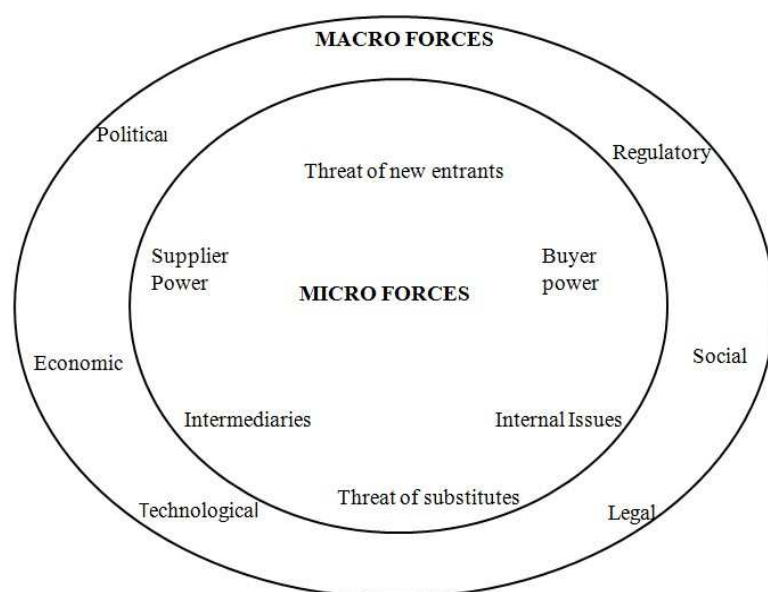 MACRO FORCES
Political
Regulatory
Threat of new entrants
Supplier
Power
Buyer
power
MICRO FORCES
Economic
Social
Intermediaries
Internal Issues
Threat of substitutes
Technological
Legal